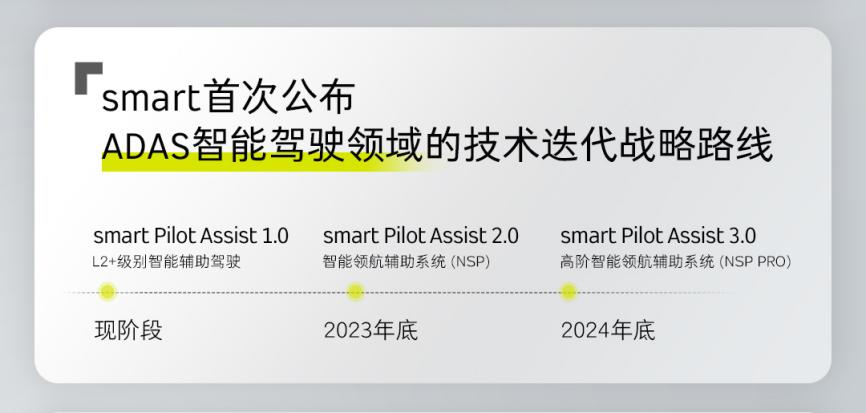 smart首次公布
ADAS智能驾驶领域的技术迭代战略路线
smart Pilot Assist 1.0
L2+级别智能辅助驾驶
现阶段
smart Pilot Assist 2.0
智能领航辅助系统 (NSP)
2023年底
smart Pilot Assist 3.0
高阶智能领航辅助系统 (NSP PRO)
2024年底